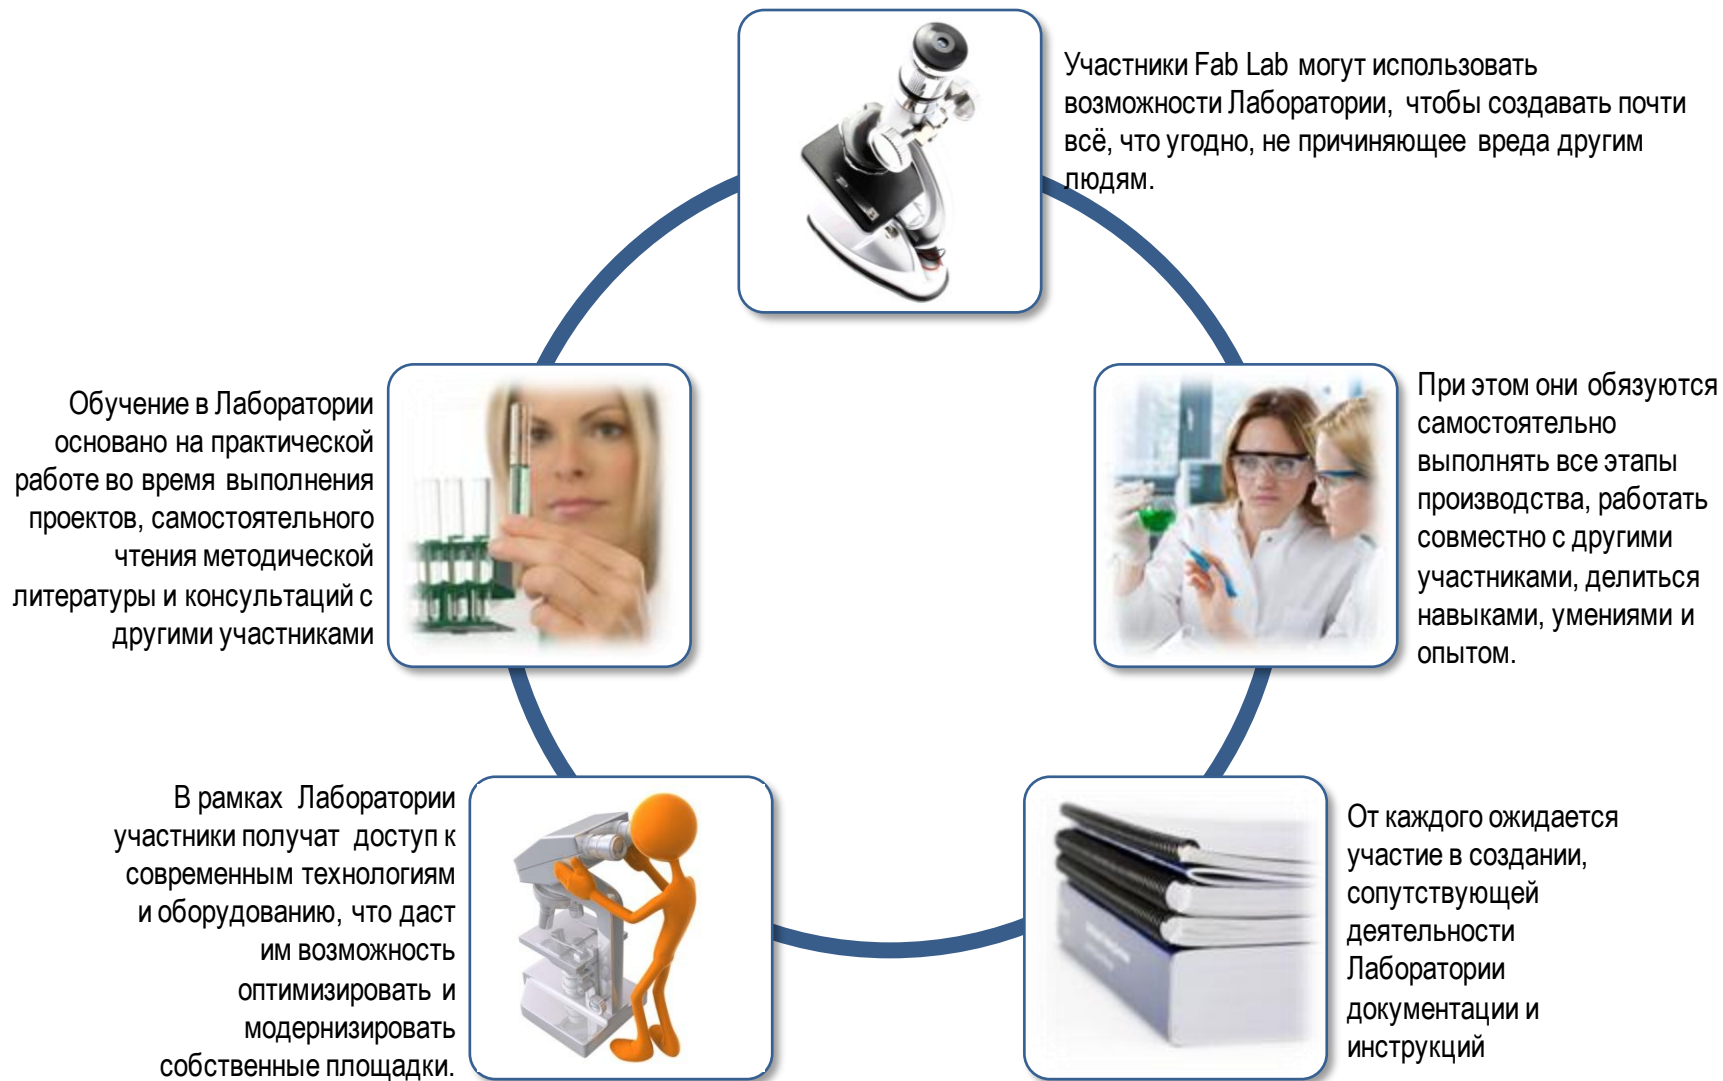 Участники Fab Lab могут использовать
возможности Лаборатории, чтобы создавать почти
всё, что угодно, не причиняющее вреда другим
людям.
При этом они обязуются
самостоятельно
выполнять все этапы
производства, работать
совместно с другими
участниками, делиться
навыками, умениями и
опытом.
От каждого ожидается
участие в создании,
сопутствующей
деятельности
Лаборатории
документации и
инструкций
В рамках Лаборатории
участники получат доступ к
современным технологиям
и оборудованию, что даст
им возможность
оптимизировать и
модернизировать
собственные площадки.
Обучение в Лаборатории
основано на практической
работе во время выполнения
проектов, самостоятельного
чтения методической
литературы и консультаций с
другими участниками